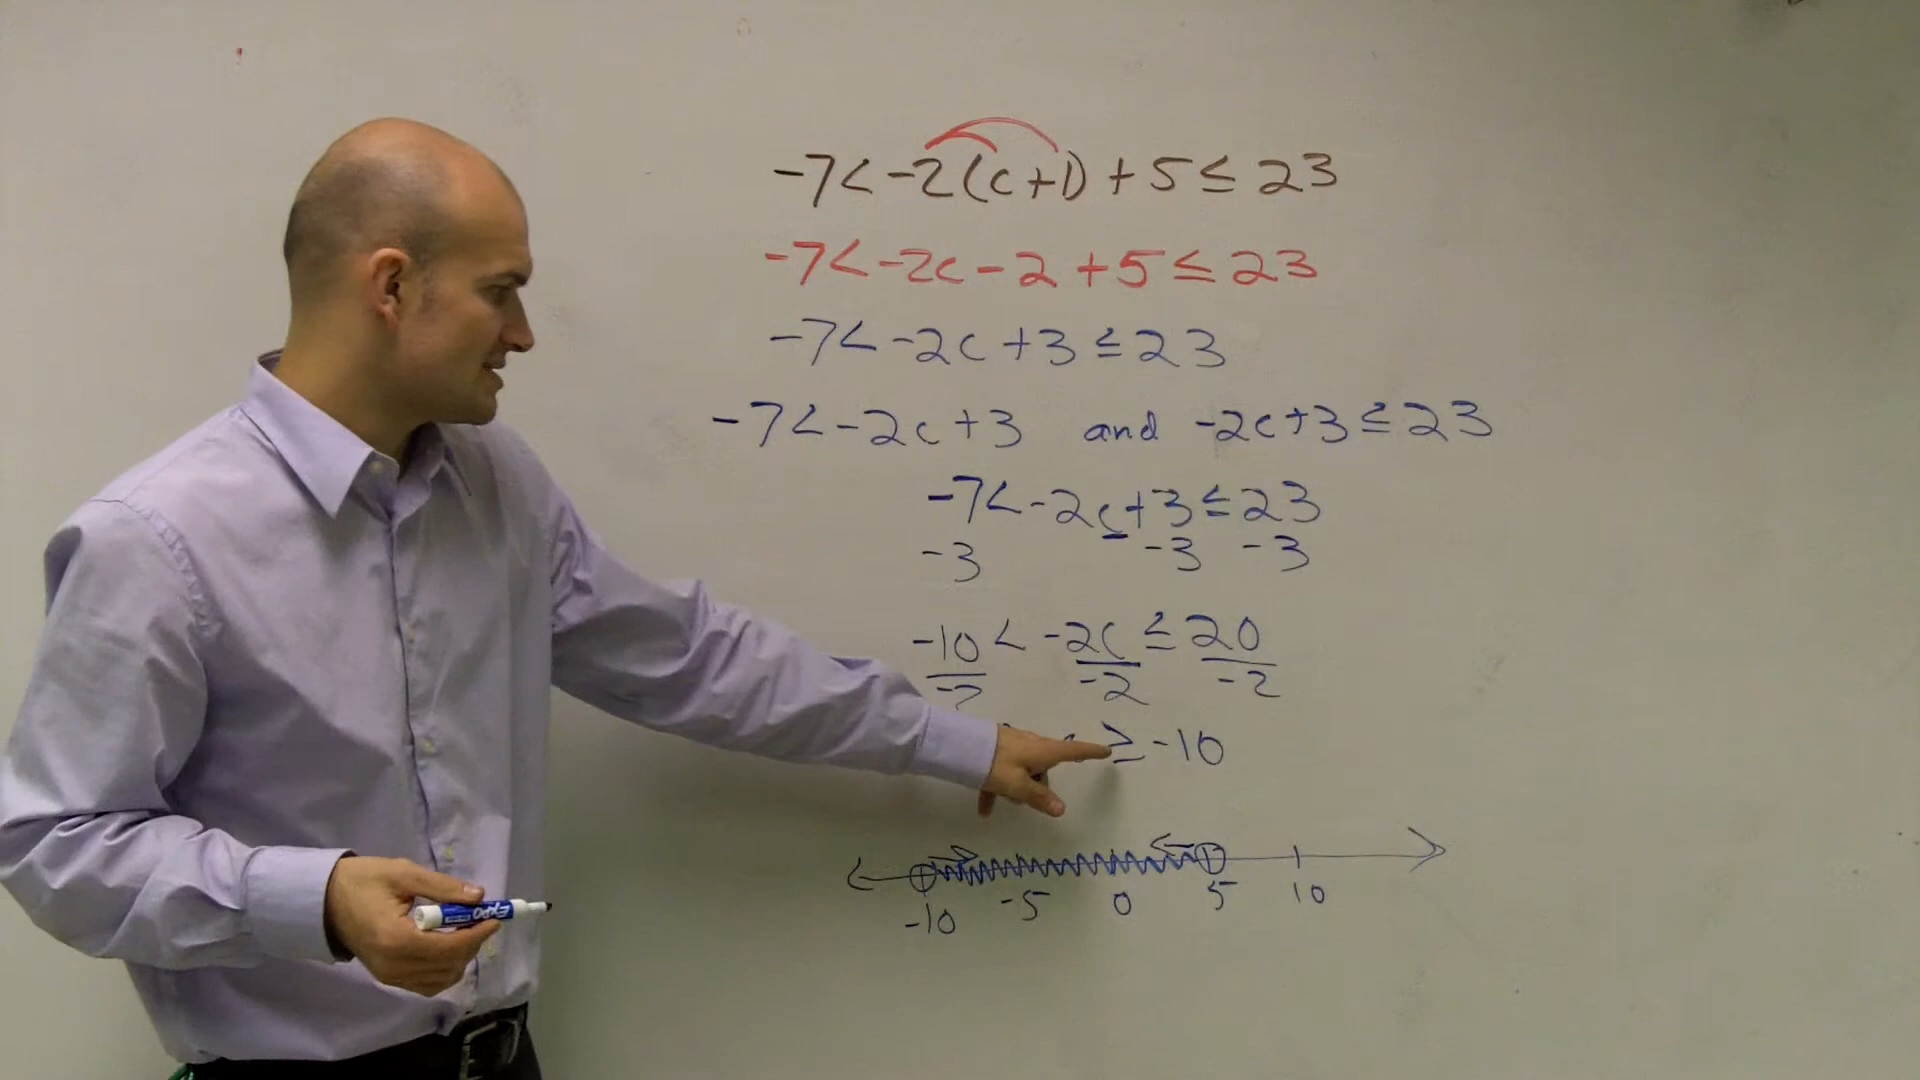 -7<-2(c+1)+5≤23
-7<-2c-2+5≤23
-7<-2c+3≤23
-7<-2c+3 and -2c+3≤23
-7<-2c+3≤23
-3 -3 -3
-10<-2c≤20
-2 -2 -2
≥-10
-10 -5 0 5 10
EXPO